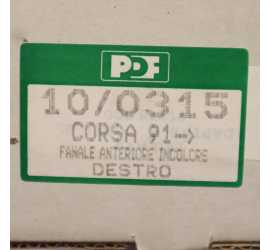 PDF
10/0315
CORSA 91-->
FANALE ANTERIORE INCOLORE
DESTRO